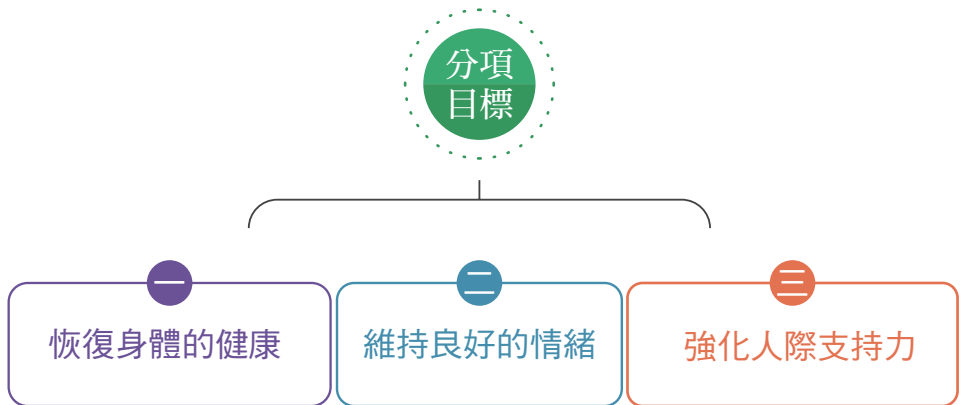 分項
目標
一
恢復身體的健康
二
維持良好的情緒
三
強化人際支持力